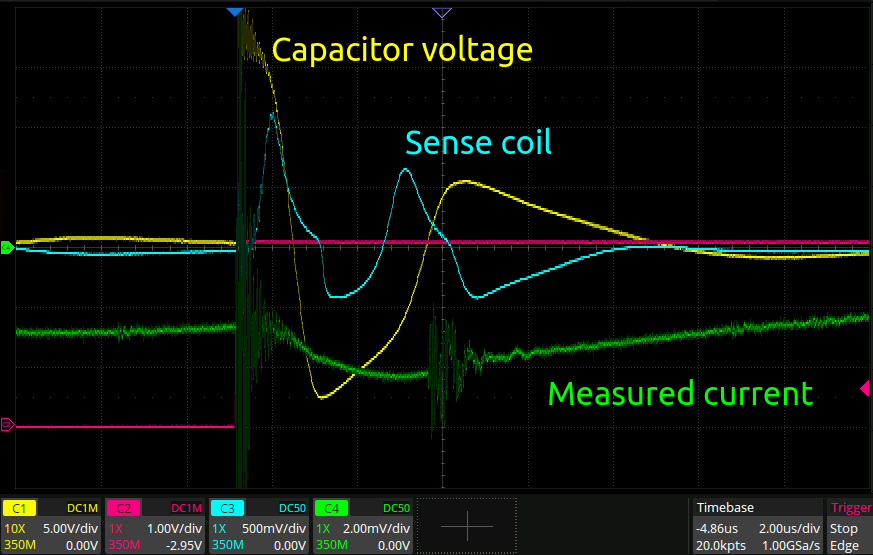 Capacitor voltage
Sense coil
Measured current
C1 DC1M
10X 5.00V/div
350M 0.00V
C2 DC1M
1X 1.00V/div
350M -2.95V
C3 DC50
1X 500mV/div
350M 0.00V
C4 DC50
1X 2.00mV/div
350M 0.00V
Timebase
-4.86us 2.00us/div
20.0kpts 1.00GSa/s
Trigger
Stop
Edge
C2